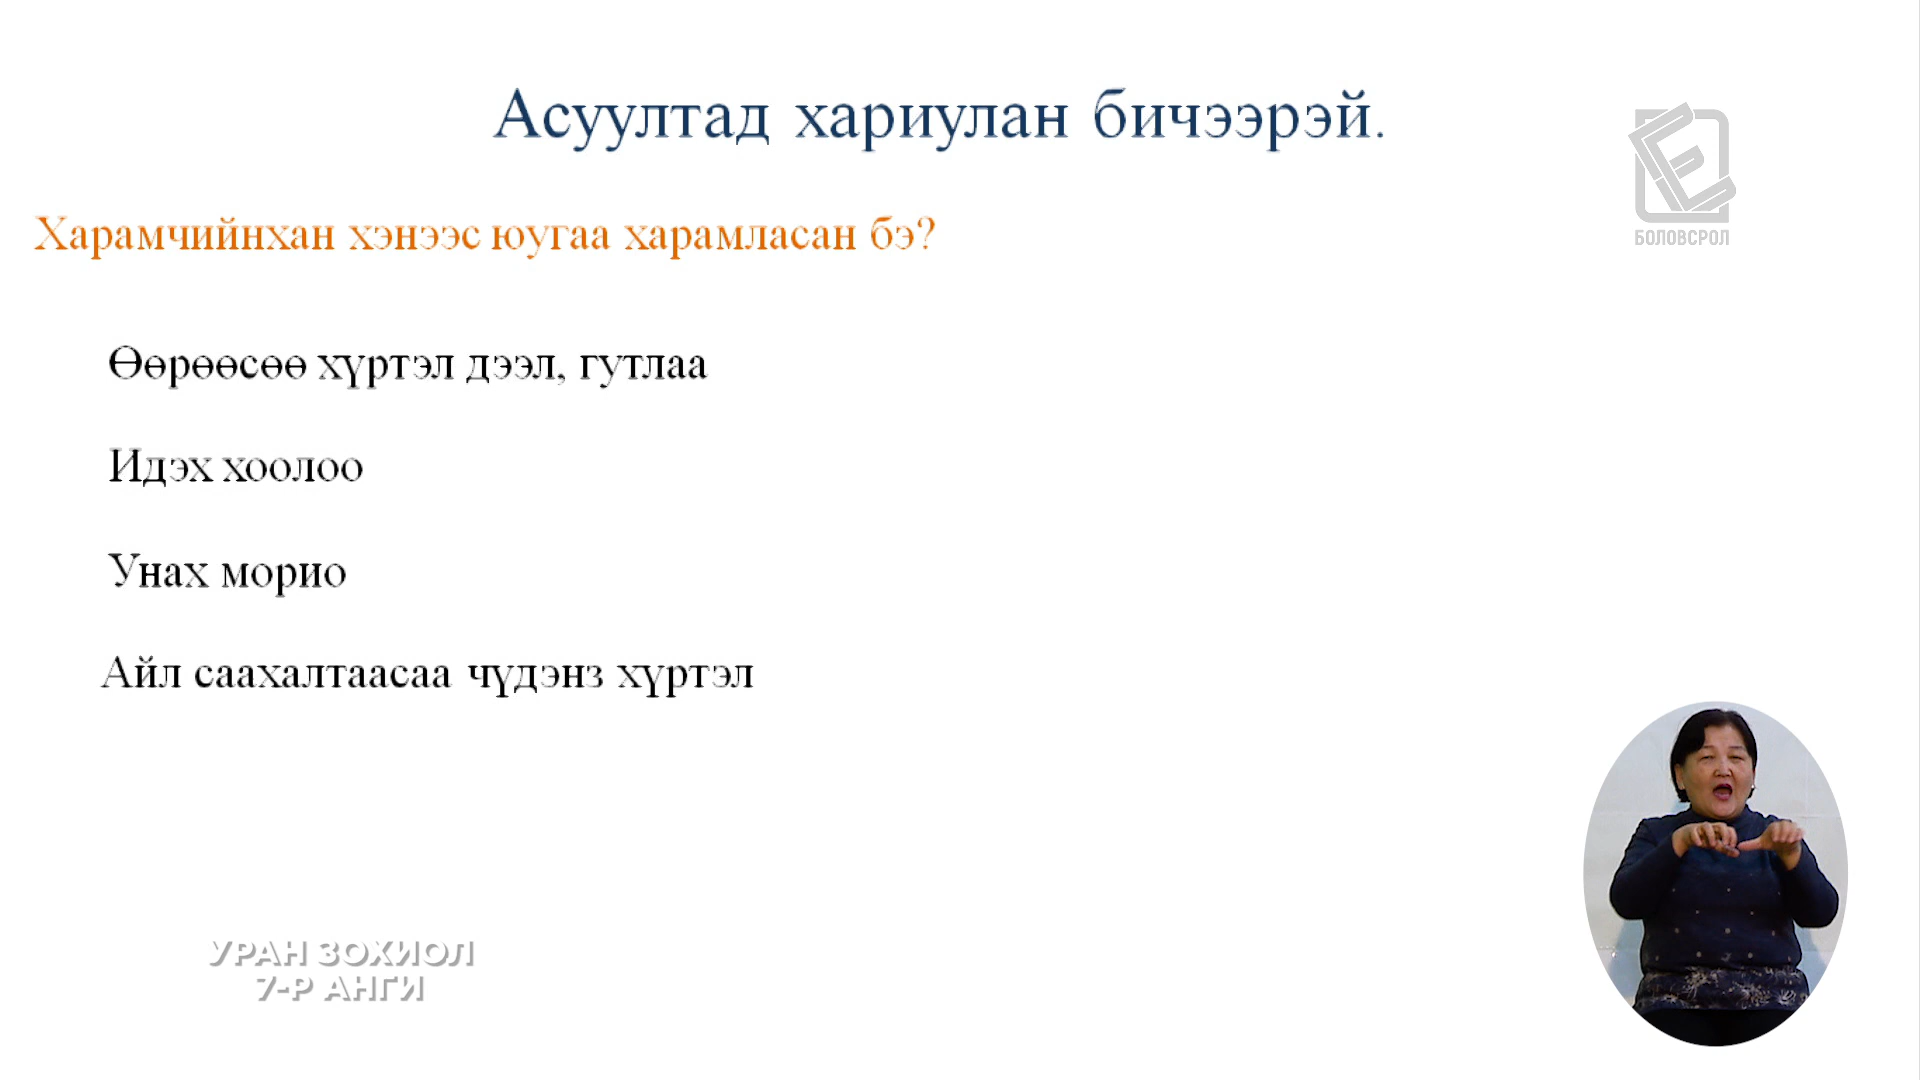 Асуултад хариулан бичээрэй.
БОЛОВСРОЛ
Харамчийнхан хэнээс юугаа харамласан бэ?
Өөрөөсөө хүртэл дээл, гутлаа
Идэх хоолоо
Унах морио
Айл саахалтаасаа чүдэнз хүртэл
УРАН ЗОХИОЛ
7-Р АНГИ